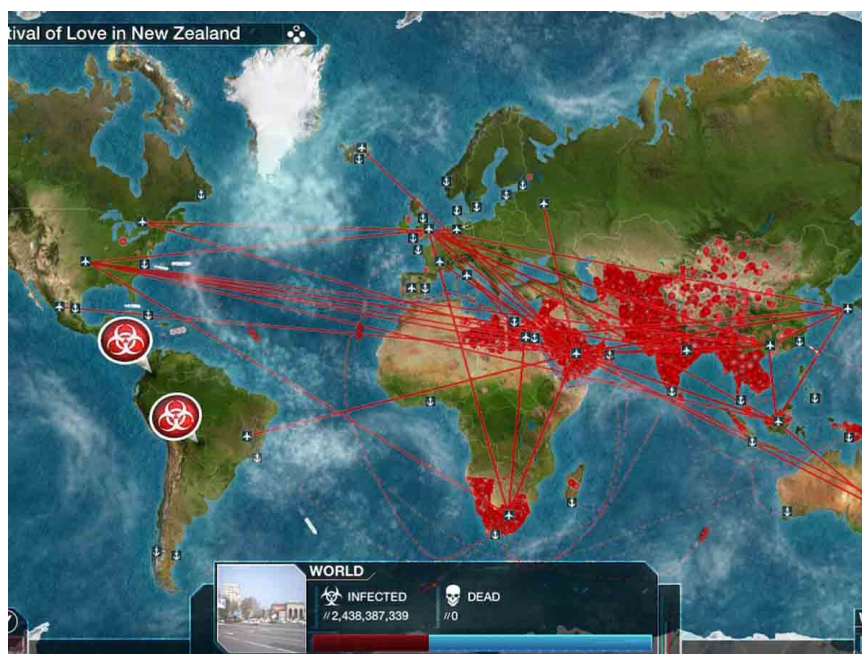 tival of Love in New Zealand
WORLD
INFECTED
// 2,438,387,339
DEAD
// 0